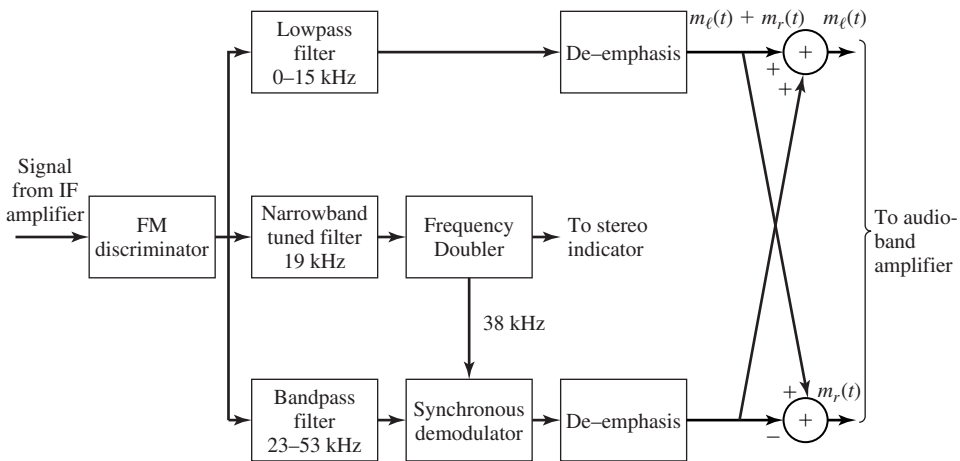 Lowpass
filter
0–15 kHz
De–emphasis
mℓ(t) + mr(t)
mℓ(t)
+
+
+
Signal
from IF
amplifier
FM
discriminator
Narrowband
tuned filter
19 kHz
Frequency
Doubler
To stereo
indicator
To audio-
band
amplifier
38 kHz
Bandpass
filter
23–53 kHz
Synchronous
demodulator
De–emphasis
+
mr(t)
+
–